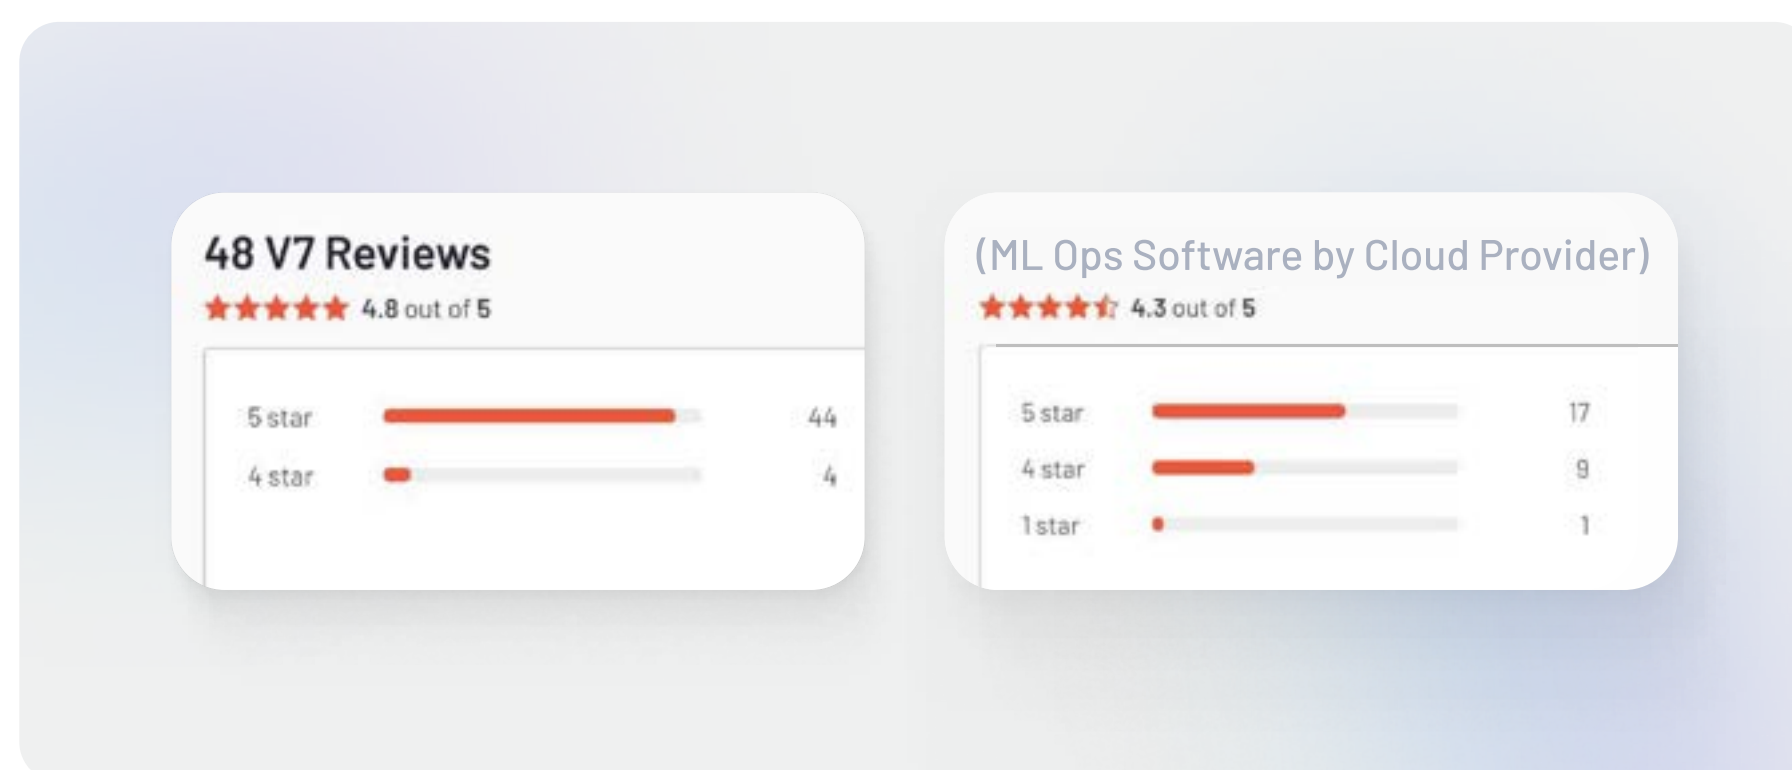 48 V7 Reviews
4.8 out of 5
5 star 44
4 star 4
(ML Ops Software by Cloud Provider)
4.3 out of 5
5 star 17
4 star 9
1 star 1